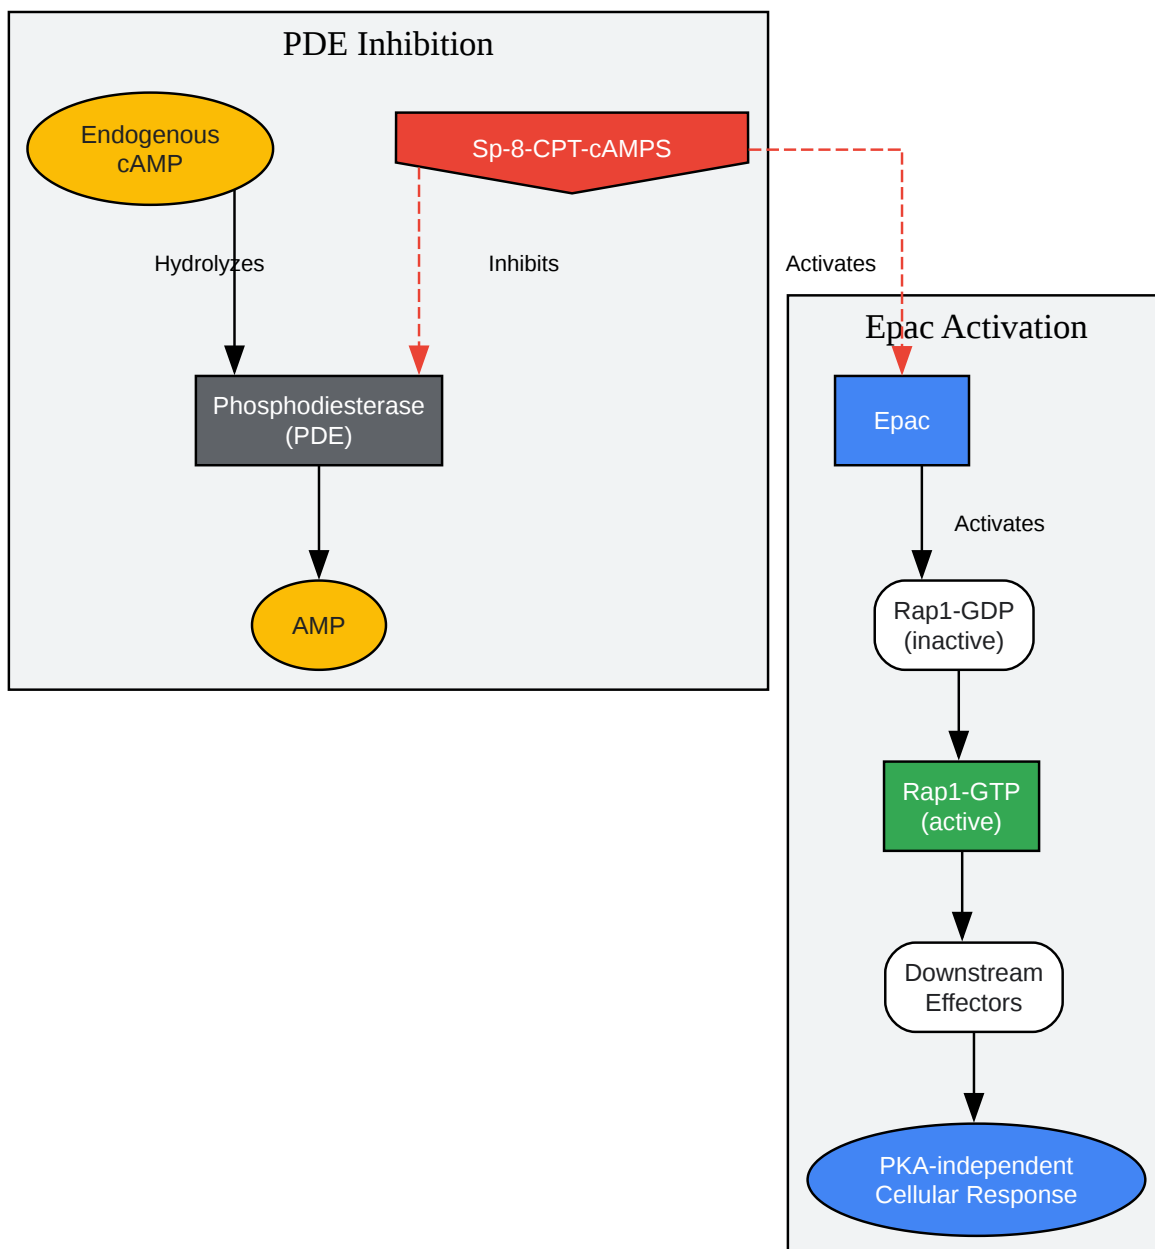 PDE Inhibition
Endogenous
cAMP
Sp-8-CPT-cAMPS
Hydrolyzes
Inhibits
Activates
Epac Activation
Phosphodiesterase
(PDE)
Epac
Activates
AMP
Rap1-GDP
(inactive)
Rap1-GTP
(active)
Downstream
Effectors
PKA-independent
Cellular Response